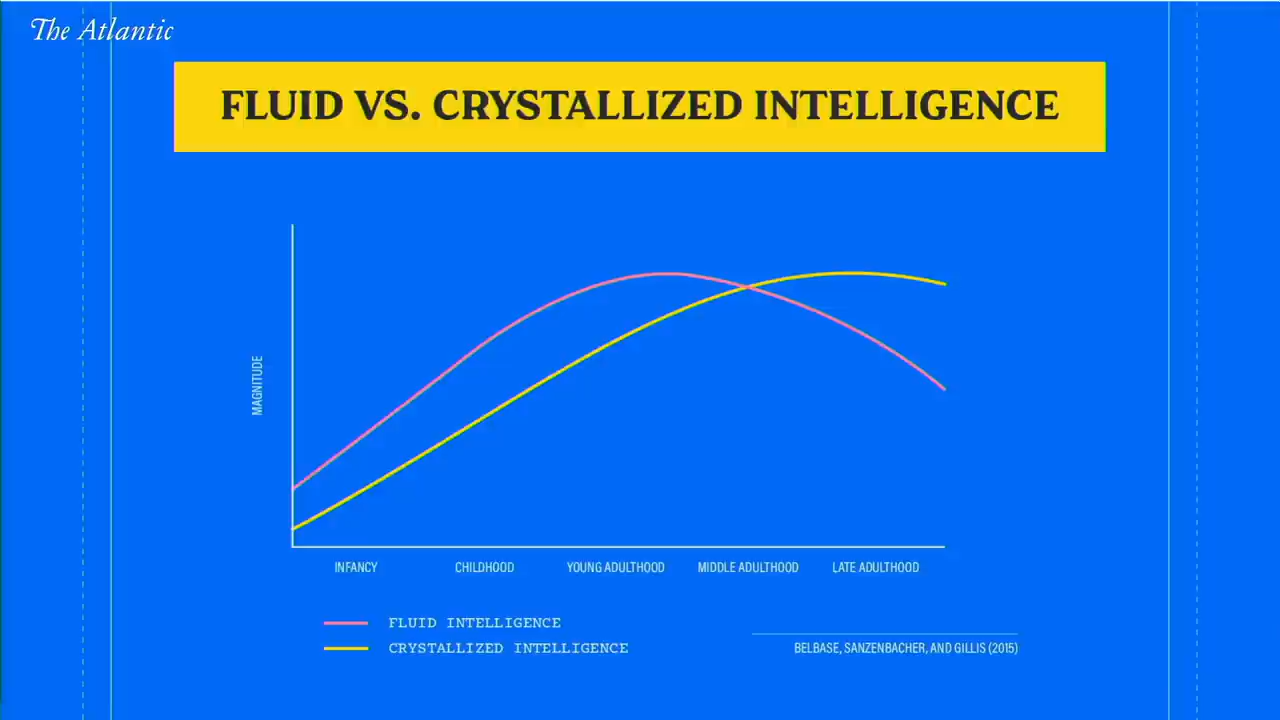 The Atlantic
FLUID VS. CRYSTALLIZED INTELLIGENCE
MAGNITUDE
INFANCY
CHILDHOOD
YOUNG ADULTHOOD
MIDDLE ADULTHOOD
LATE ADULTHOOD
FLUID INTELLIGENCE
CRYSTALLIZED INTELLIGENCE
BELBASE, SANZENBACHER, AND GILLIS (2015)